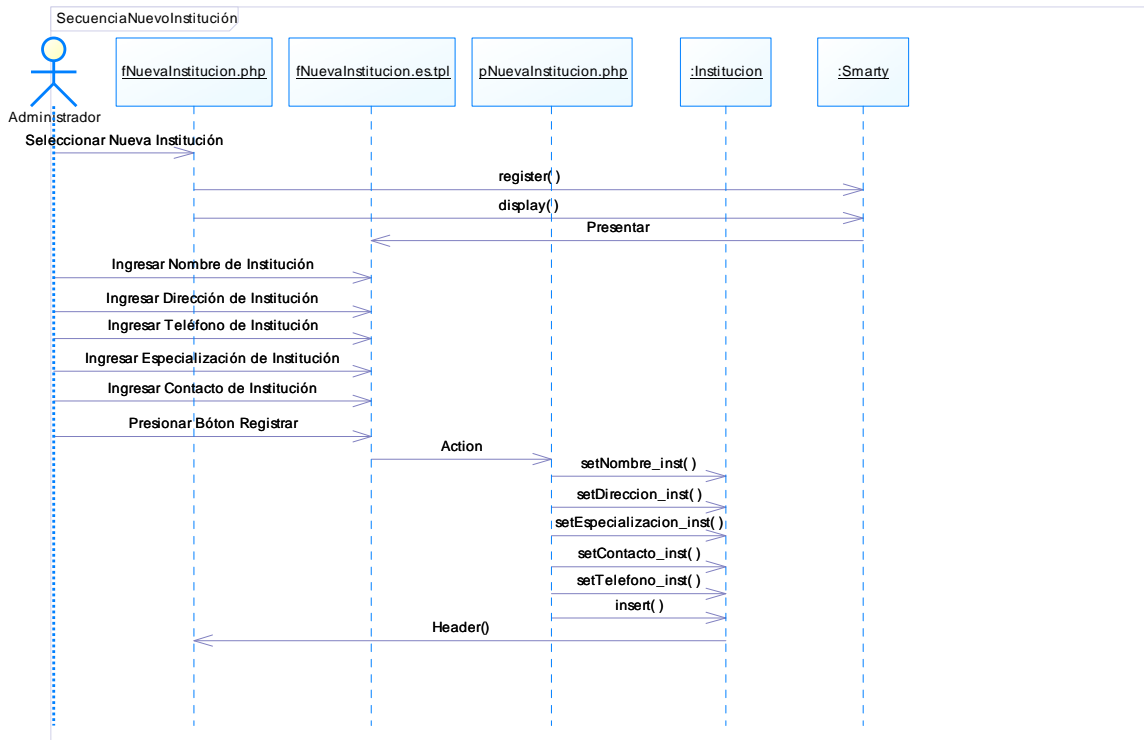 SecuenciaNuevoInstitución
fNuevaInstitucion.php
fNuevaInstitucion.es.tpl
pNuevaInstitucion.php
:Institucion
:Smarty
Administrador
Seleccionar Nueva Institución
register( )
display( )
Presentar
Ingresar Nombre de Institución
Ingresar Dirección de Institución
Ingresar Teléfono de Institución
Ingresar Especialización de Institución
Ingresar Contacto de Institución
Presionar Bóton Registrar
Action
setNombre_inst( )
setDireccion_inst( )
setEspecializacion_inst( )
setContacto_inst( )
setTelefono_inst( )
insert( )
Header()